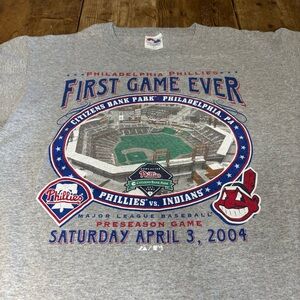 PHILADELPHIA PHILLIES
FIRST GAME EVER
CITIZENS BANK PARK PHILADELPHIA, PA
Phillies
Phillies
PHILLIES VS. INDIANS
MAJOR LEAGUE BASEBALL
PRESEASON GAME
SATURDAY APRIL 3, 2004